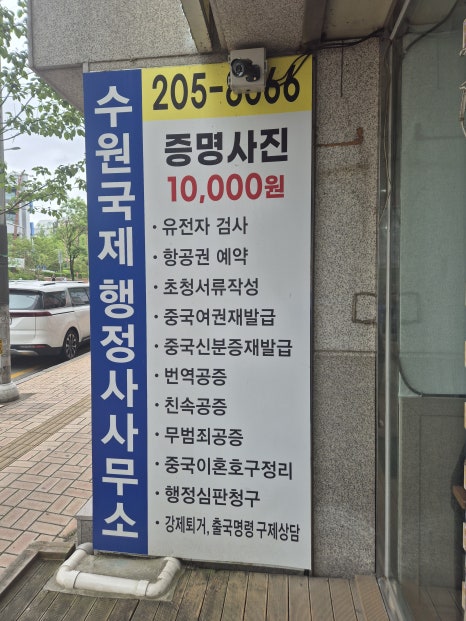 수원국제 행정사사무소
증명사진
10,000원
· 유전자 검사
· 항공권 예약
· 초청서류작성
· 중국여권재발급
· 중국신분증재발급
· 번역공증
· 친속공증
· 무범죄공증
· 중국이혼호구정리
· 행정심판청구
· 강제퇴거, 출국명령 구제상담